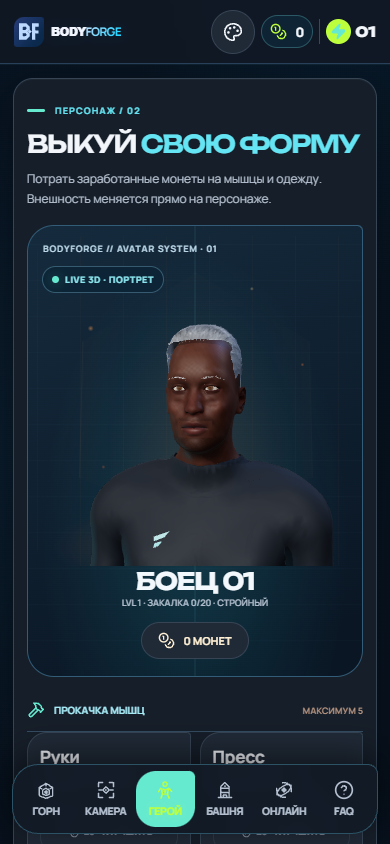 BF BODYFORGE
0
01
ПЕРСОНАЖ / 02
ВЫКУЙ СВОЮ ФОРМУ
Потрать заработанные монеты на мышцы и одежду.
Внешность меняется прямо на персонаже.
BODYFORGE // AVATAR SYSTEM · 01
LIVE 3D · ПОРТРЕТ
БОЕЦ 01
LVL 1 · ЗАКАЛКА 0/20 · СТРОЙНЫЙ
0 МОНЕТ
ПРОКАЧКА МЫШЦ
МАКСИМУМ 5
Руки
Пресс
ГОРН
КАМЕРА
ГЕРОЙ
БАШНЯ
ОНЛАЙН
FAQ